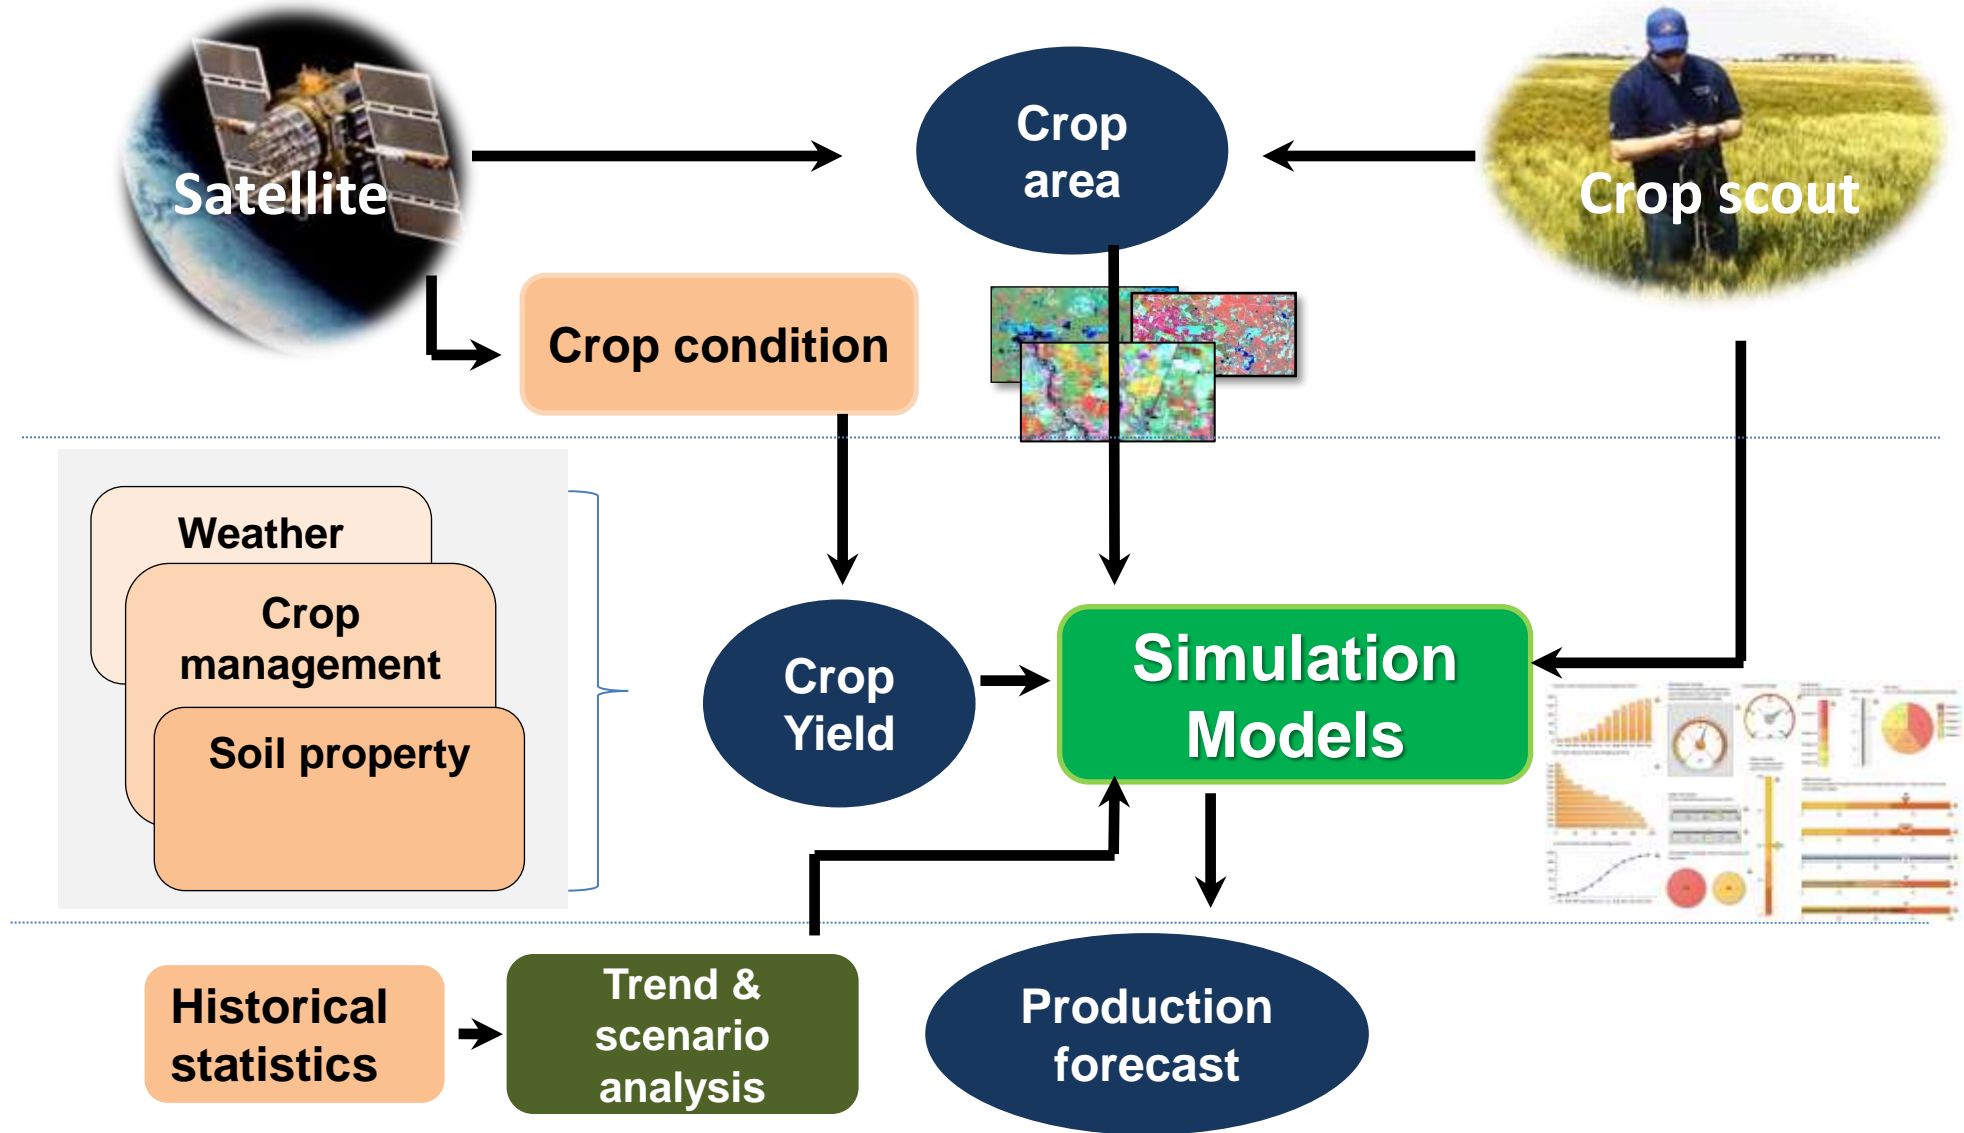 Satellite
Crop
area
Crop scout
Crop condition
Weather
Crop
management
Soil property
Crop
Yield
Simulation
Models
Historical
statistics
Trend &
scenario
analysis
Production
forecast